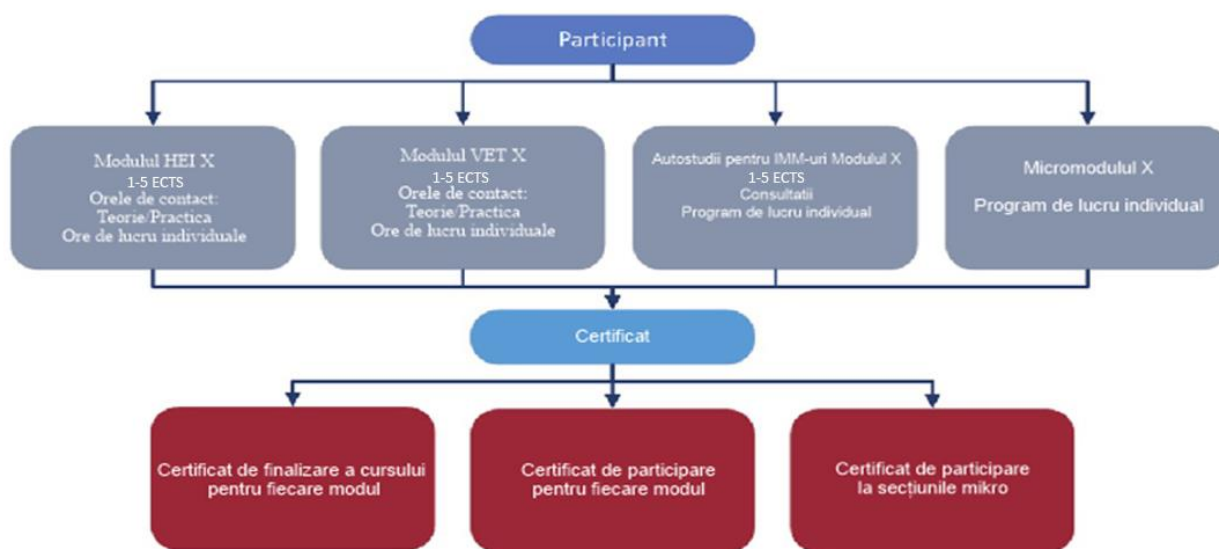 Participant
Modulul HEI X
1-5 ECTS
Orele de contact:
Teorie/Practica
Ore de lucru individuale
Modulul VET X
1-5 ECTS
Orele de contact:
Teorie/Practica
Ore de lucru individuale
Autostudii pentru IMM-uri Modulul X
1-5 ECTS
Consultatii
Program de lucru individual
Micromodulul X
Program de lucru individual
Certificat
Certificat de finalizare a cursului
pentru fiecare modul
Certificat de participare
pentru fiecare modul
Certificat de participare
la secțiunile mikro